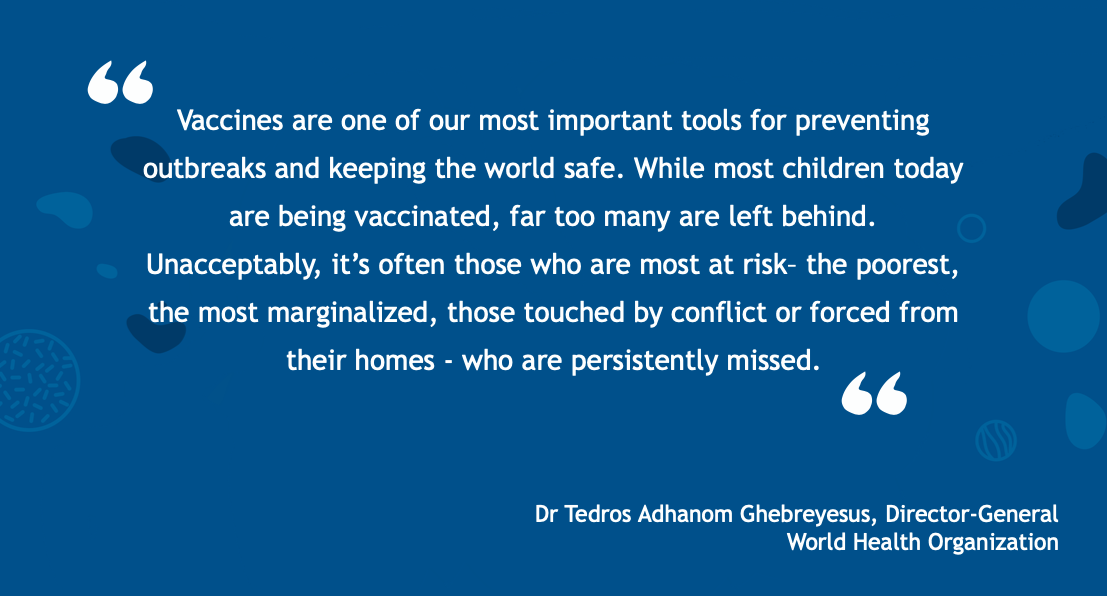 “
Vaccines are one of our most important tools for preventing
outbreaks and keeping the world safe. While most children today
are being vaccinated, far too many are left behind.
Unacceptably, it’s often those who are most at risk– the poorest,
the most marginalized, those touched by conflict or forced from
their homes - who are persistently missed.
“
Dr Tedros Adhanom Ghebreyesus, Director-General
World Health Organization